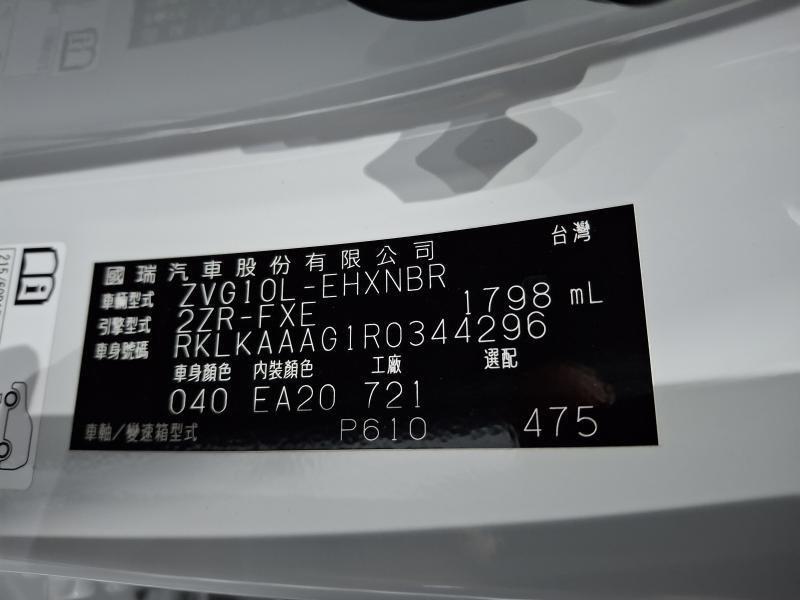 國瑞汽車股份有限公司 台灣
車輛型式 ZVG10L-EHXNBR
引擎型式 2ZR-FXE 1798 mL
車身號碼 RKLKAAAG1R0344296
車身顏色 內裝顏色 工廠 選配
040 EA20 721
車軸/變速箱型式 P610 475